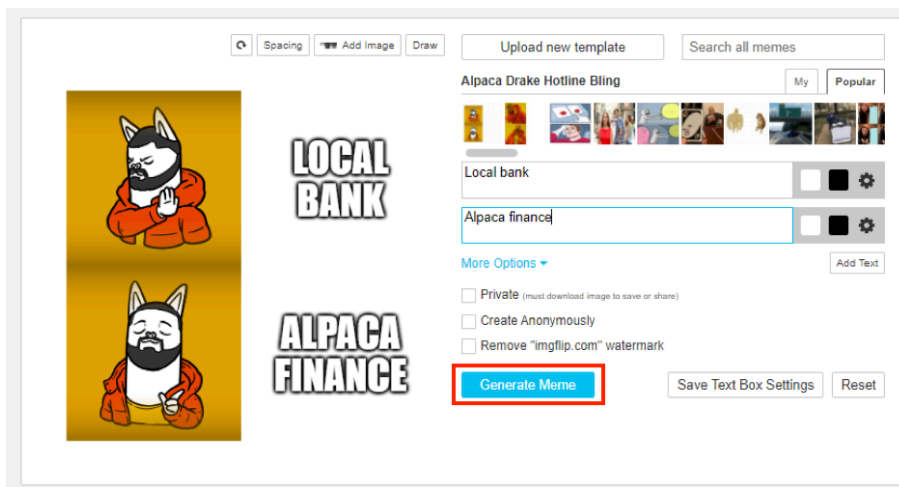 Spacing
Add Image
Draw
Upload new template
Search all memes
Alpaca Drake Hotline Bling
My
Popular
LOCAL
BANK
Local bank
Alpaca finance
More Options
Add Text
Private (must download image to save or share)
Create Anonymously
Remove "imgflip.com" watermark
ALPACA
FINANCE
Generate Meme
Save Text Box Settings
Reset